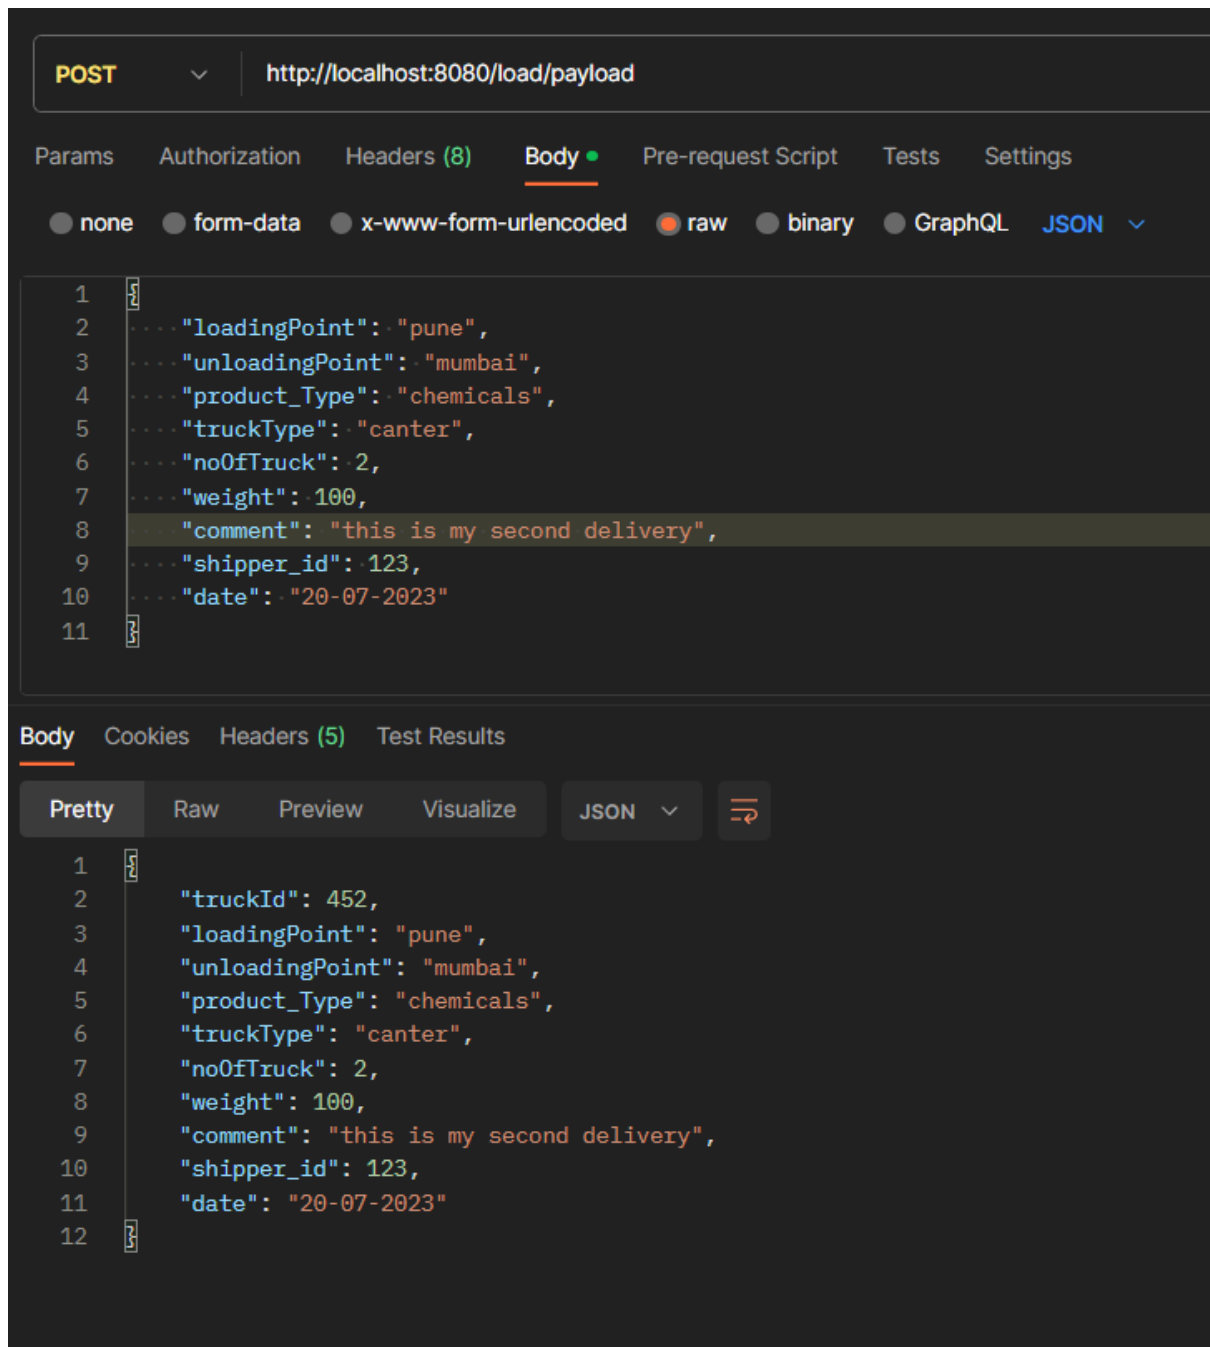 POST http://localhost:8080/load/payload
Params Authorization Headers (8) Body Pre-request Script Tests Settings
none form-data x-www-form-urlencoded raw binary GraphQL JSON
1 {
2 "loadingPoint": "pune",
3 "unloadingPoint": "mumbai",
4 "product_Type": "chemicals",
5 "truckType": "canter",
6 "noOfTruck": 2,
7 "weight": 100,
8 "comment": "this is my second delivery",
9 "shipper_id": 123,
10 "date": "20-07-2023"
11 }
Body Cookies Headers (5) Test Results
Pretty Raw Preview Visualize JSON
1 {
2 "truckId": 452,
3 "loadingPoint": "pune",
4 "unloadingPoint": "mumbai",
5 "product_Type": "chemicals",
6 "truckType": "canter",
7 "noOfTruck": 2,
8 "weight": 100,
9 "comment": "this is my second delivery",
10 "shipper_id": 123,
11 "date": "20-07-2023"
12 }